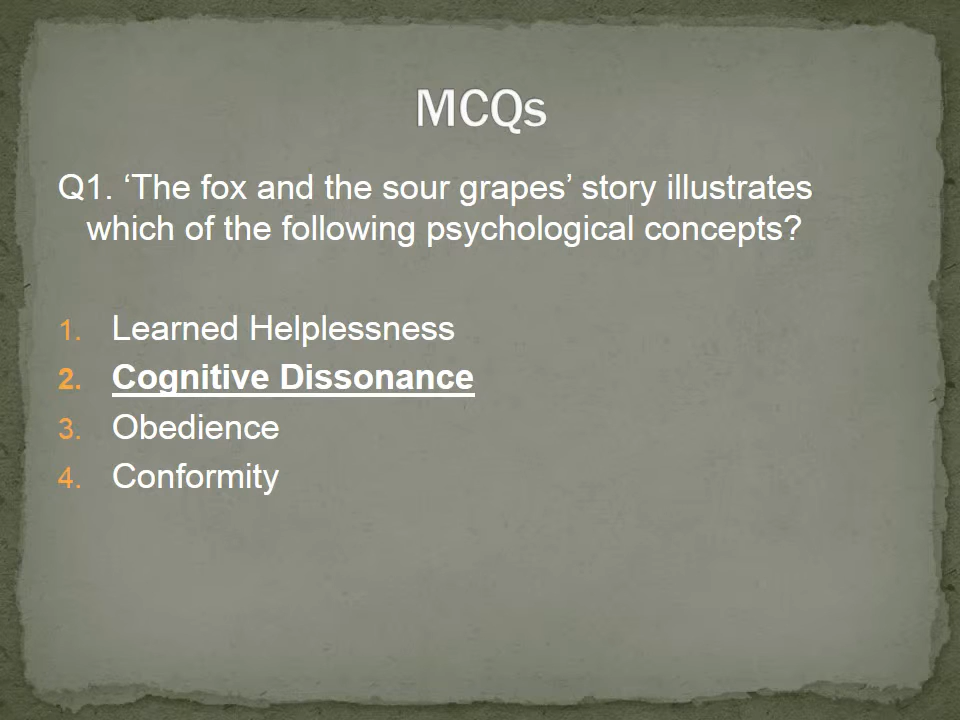 MCQs
Q1. ‘The fox and the sour grapes’ story illustrates
which of the following psychological concepts?
1. Learned Helplessness
2. Cognitive Dissonance
3. Obedience
4. Conformity